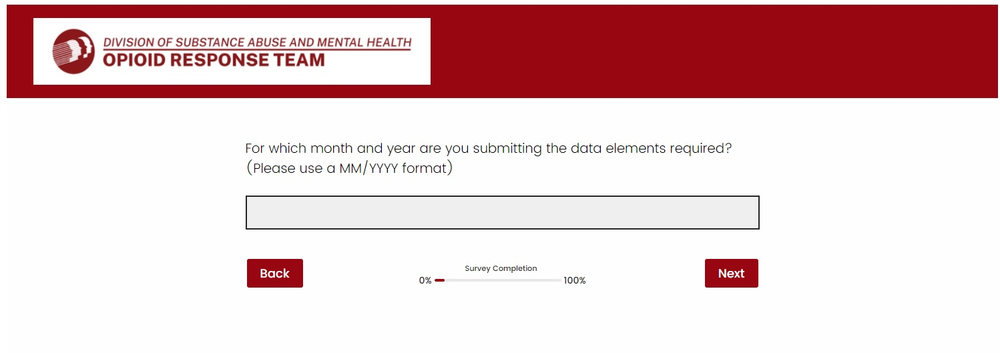 DIVISION OF SUBSTANCE ABUSE AND MENTAL HEALTH
OPIOID RESPONSE TEAM
For which month and year are you submitting the data elements required?
(Please use a MM/YYYY format)
Back
Survey Completion
0% 100%
Next